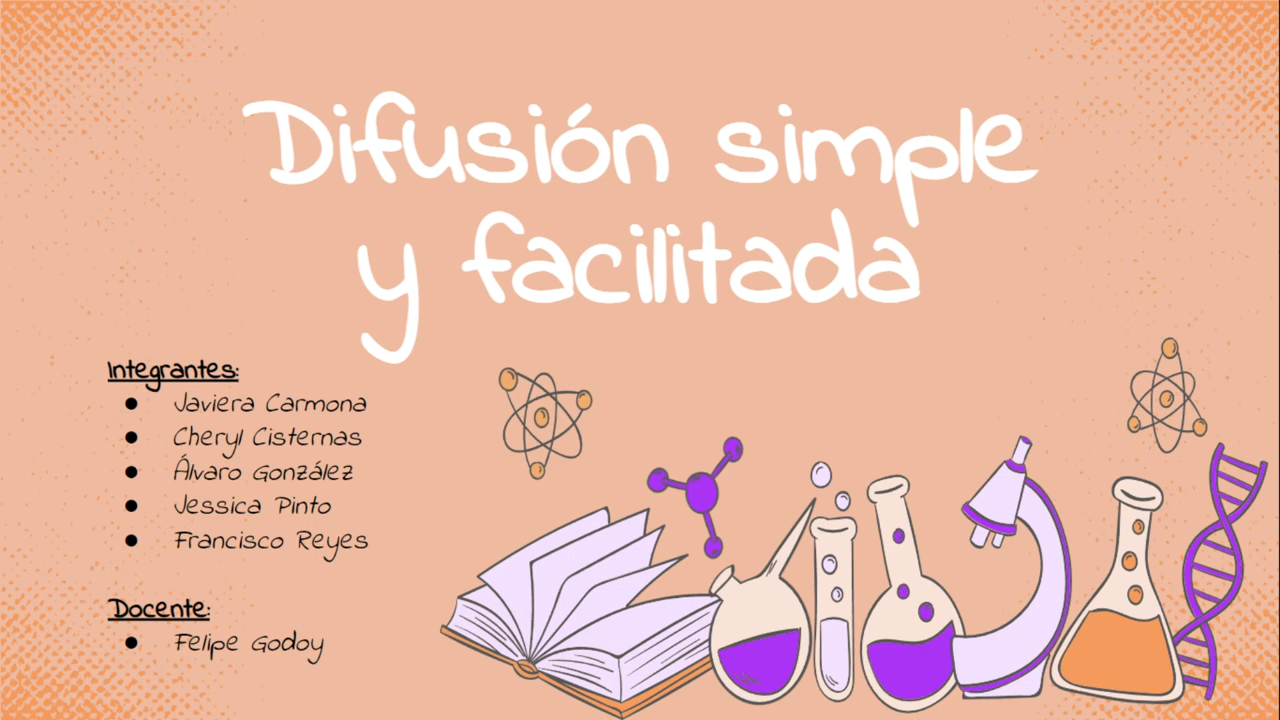 Difusión simple
y facilitada
Integrantes:
● Javiera Carmona
● Cheryl Cisternas
● Álvaro González
● Jessica Pinto
● Francisco Reyes
Docente:
● Felipe Godoy